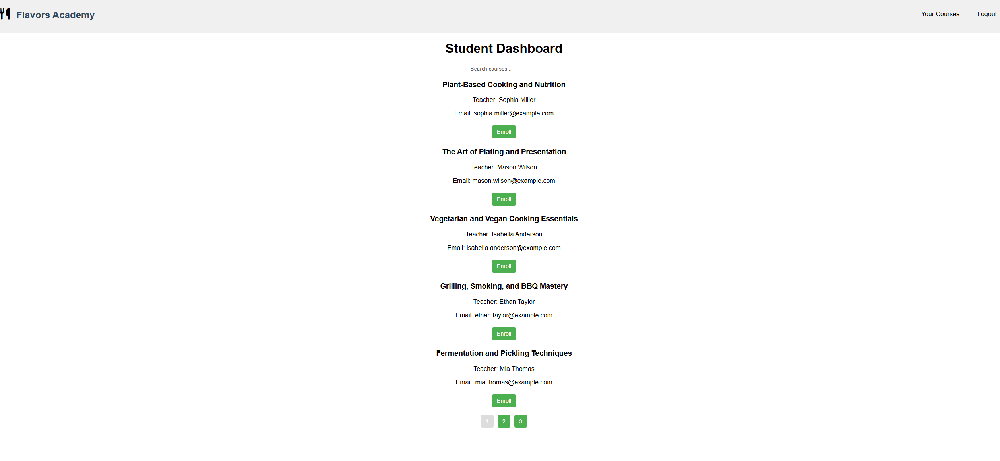 Flavors Academy
Your Courses
Logout
Student Dashboard
Search courses...
Plant-Based Cooking and Nutrition
Teacher: Sophia Miller
Email: sophia.miller@example.com
Enroll
The Art of Plating and Presentation
Teacher: Mason Wilson
Email: mason.wilson@example.com
Enroll
Vegetarian and Vegan Cooking Essentials
Teacher: Isabella Anderson
Email: isabella.anderson@example.com
Enroll
Grilling, Smoking, and BBQ Mastery
Teacher: Ethan Taylor
Email: ethan.taylor@example.com
Enroll
Fermentation and Pickling Techniques
Teacher: Mia Thomas
Email: mia.thomas@example.com
Enroll
1 2 3